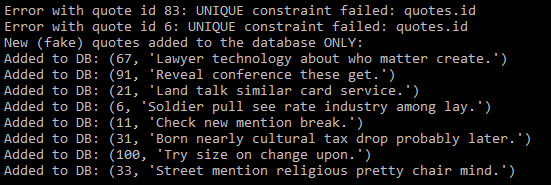 Error with quote id 83: UNIQUE constraint failed: quotes.id
Error with quote id 6: UNIQUE constraint failed: quotes.id
New (fake) quotes added to the database ONLY:
Added to DB: (67, 'Lawyer technology about who matter create.')
Added to DB: (91, 'Reveal conference these get.')
Added to DB: (21, 'Land talk similar card service.')
Added to DB: (6, 'Soldier pull see rate industry among lay.')
Added to DB: (11, 'Check new mention break.')
Added to DB: (31, 'Born nearly cultural tax drop probably later.')
Added to DB: (100, 'Try size on change upon.')
Added to DB: (33, 'Street mention religious pretty chair mind.')